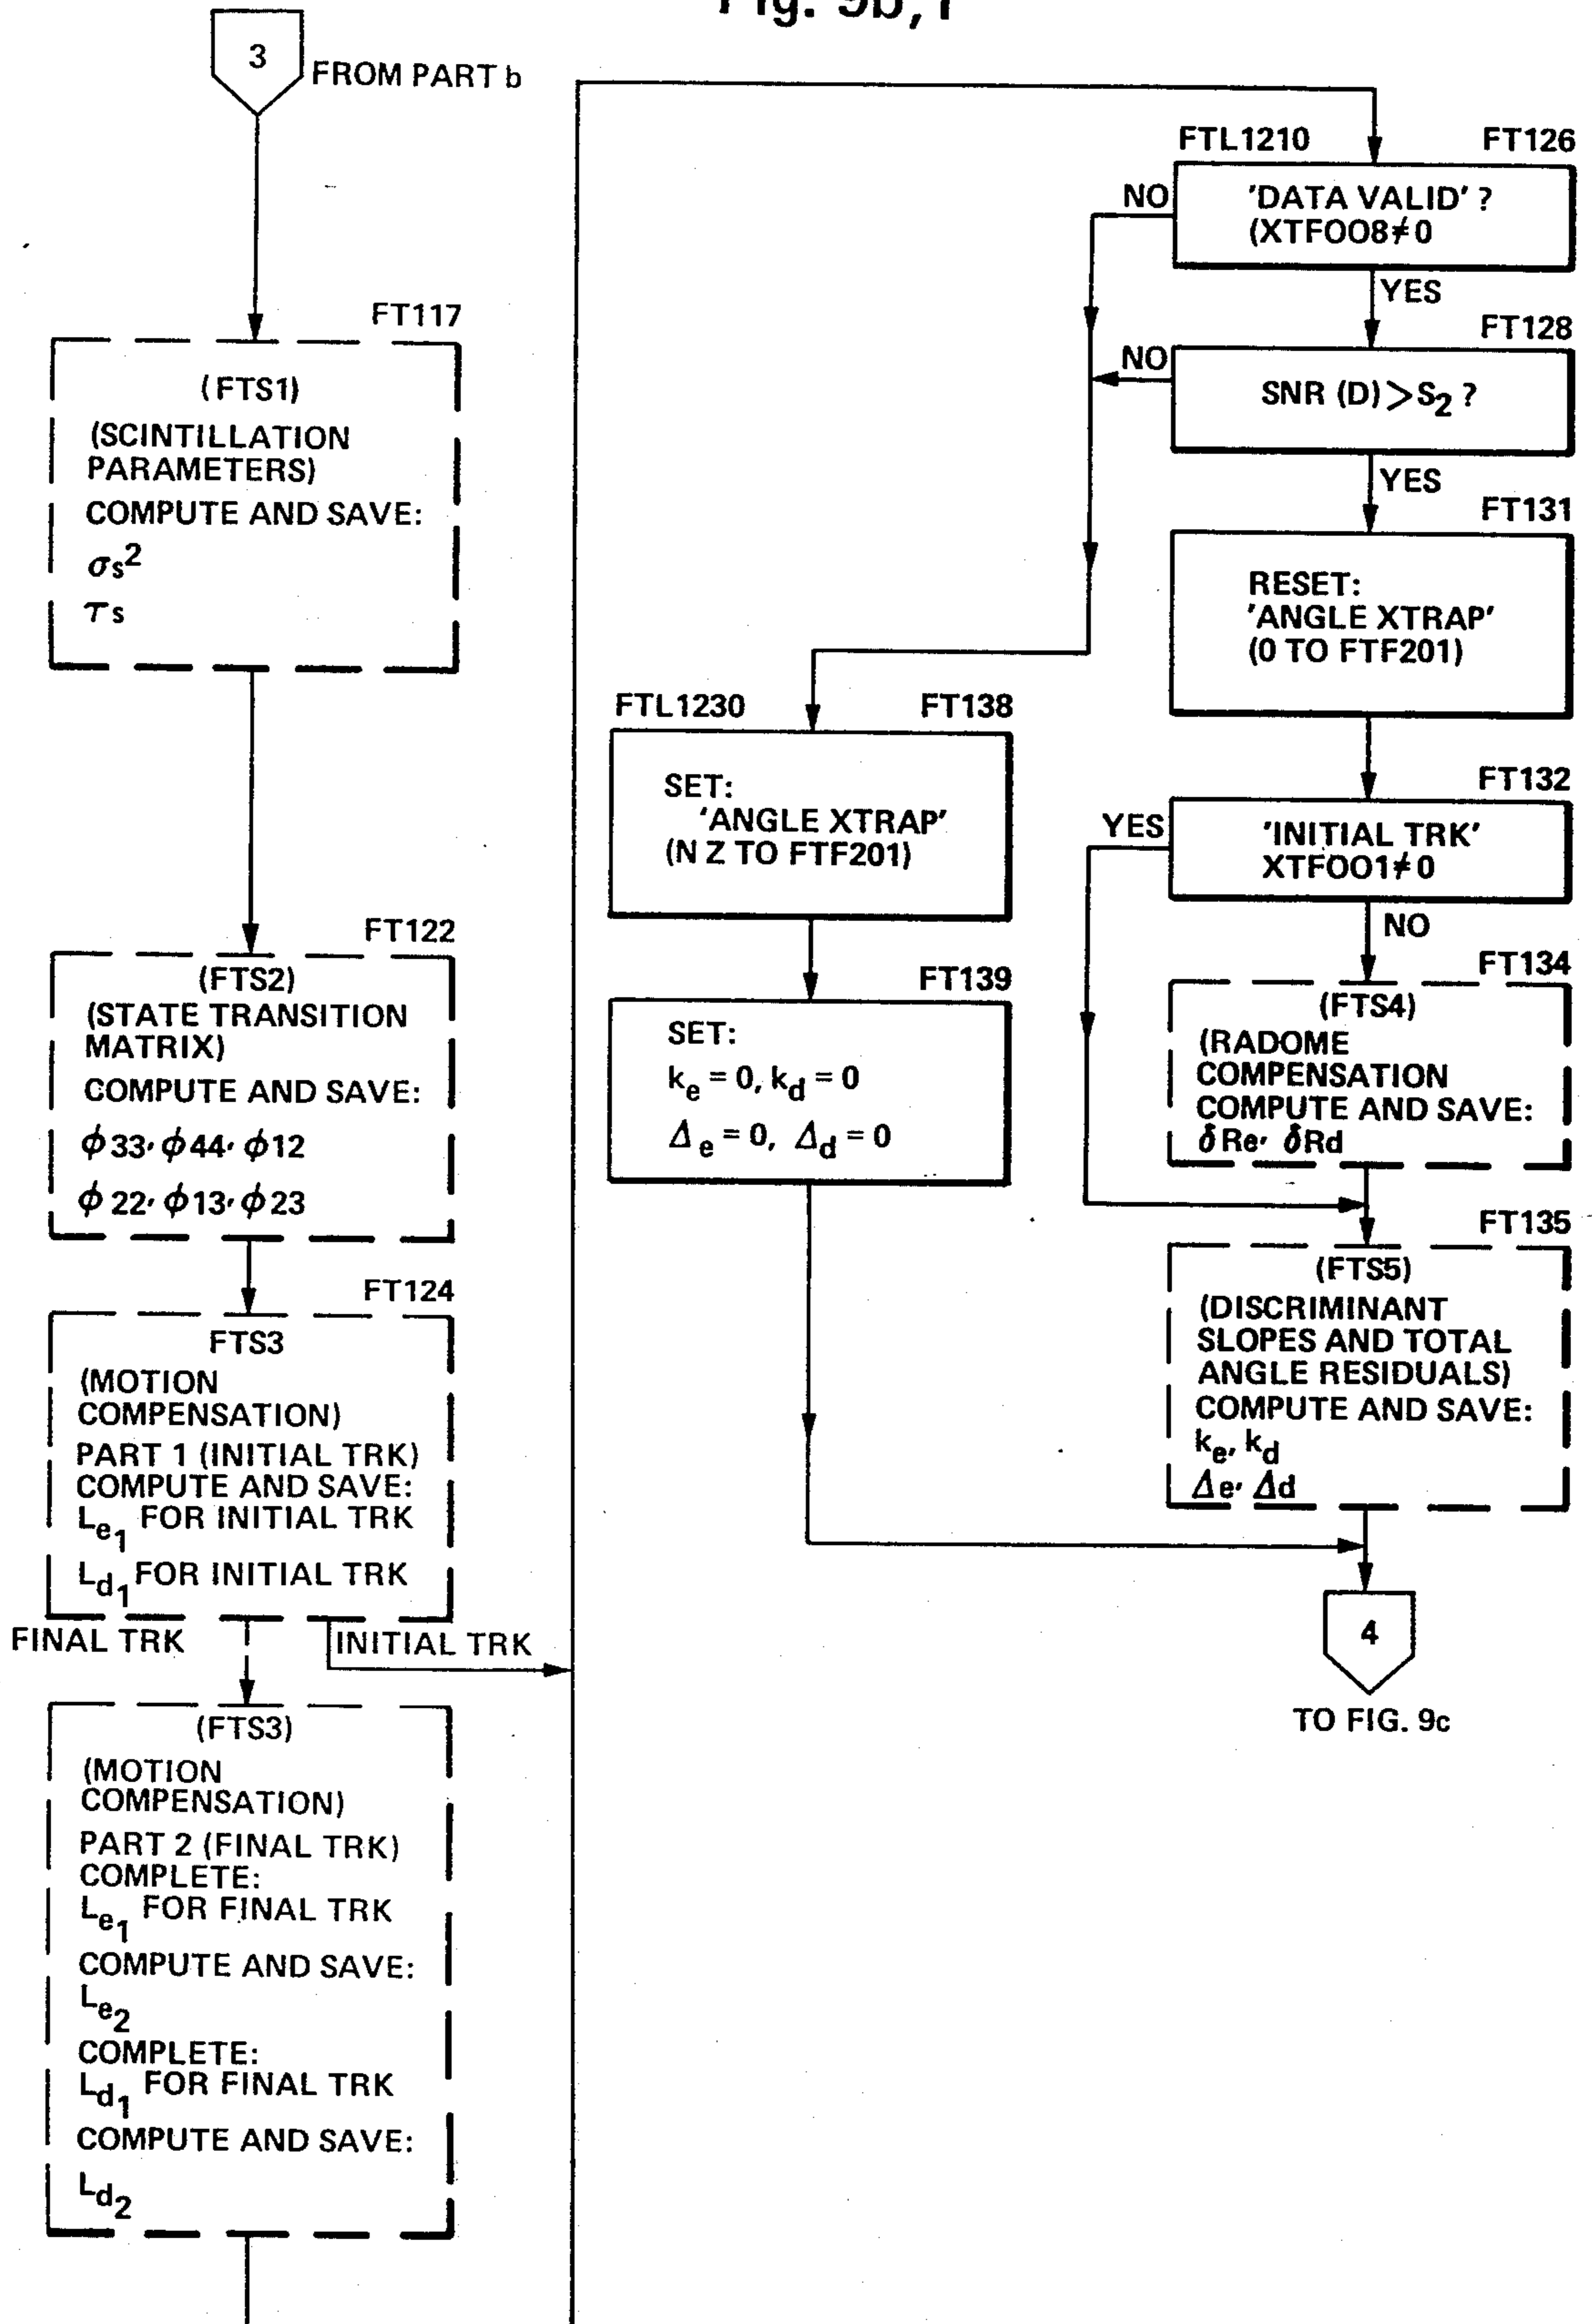 Fig. 9b,1
3
FROM PART b
FT117
(FTS1)
(SCINTILLATION
PARAMETERS)
COMPUTE AND SAVE:
σs²
τs
FT122
(FTS2)
(STATE TRANSITION
MATRIX)
COMPUTE AND SAVE:
ϕ33, ϕ44, ϕ12
ϕ22, ϕ13, ϕ23
FT124
FTS3
(MOTION
COMPENSATION)
PART 1 (INITIAL TRK)
COMPUTE AND SAVE:
Le1 FOR INITIAL TRK
Ld1 FOR INITIAL TRK
FINAL TRK
INITIAL TRK
(FTS3)
(MOTION
COMPENSATION)
PART 2 (FINAL TRK)
COMPLETE:
Le1 FOR FINAL TRK
COMPUTE AND SAVE:
Le2
COMPLETE:
Ld1 FOR FINAL TRK
COMPUTE AND SAVE:
Ld2
FTL1210 FT126
'DATA VALID' ?
(XTF008≠0
NO
YES
FT128
SNR (D)>S2 ?
NO
YES
FT131
RESET:
'ANGLE XTRAP'
(0 TO FTF201)
FT132
'INITIAL TRK'
XTF001≠0
YES
NO
FTL1230 FT138
SET:
'ANGLE XTRAP'
(N Z TO FTF201)
FT139
SET:
ke = 0, kd = 0
Δe = 0, Δd = 0
FT134
(FTS4)
(RADOME
COMPENSATION
COMPUTE AND SAVE:
δRe, δRd
FT135
(FTS5)
(DISCRIMINANT
SLOPES AND TOTAL
ANGLE RESIDUALS)
COMPUTE AND SAVE:
ke, kd
Δe, Δd
4
TO FIG. 9c